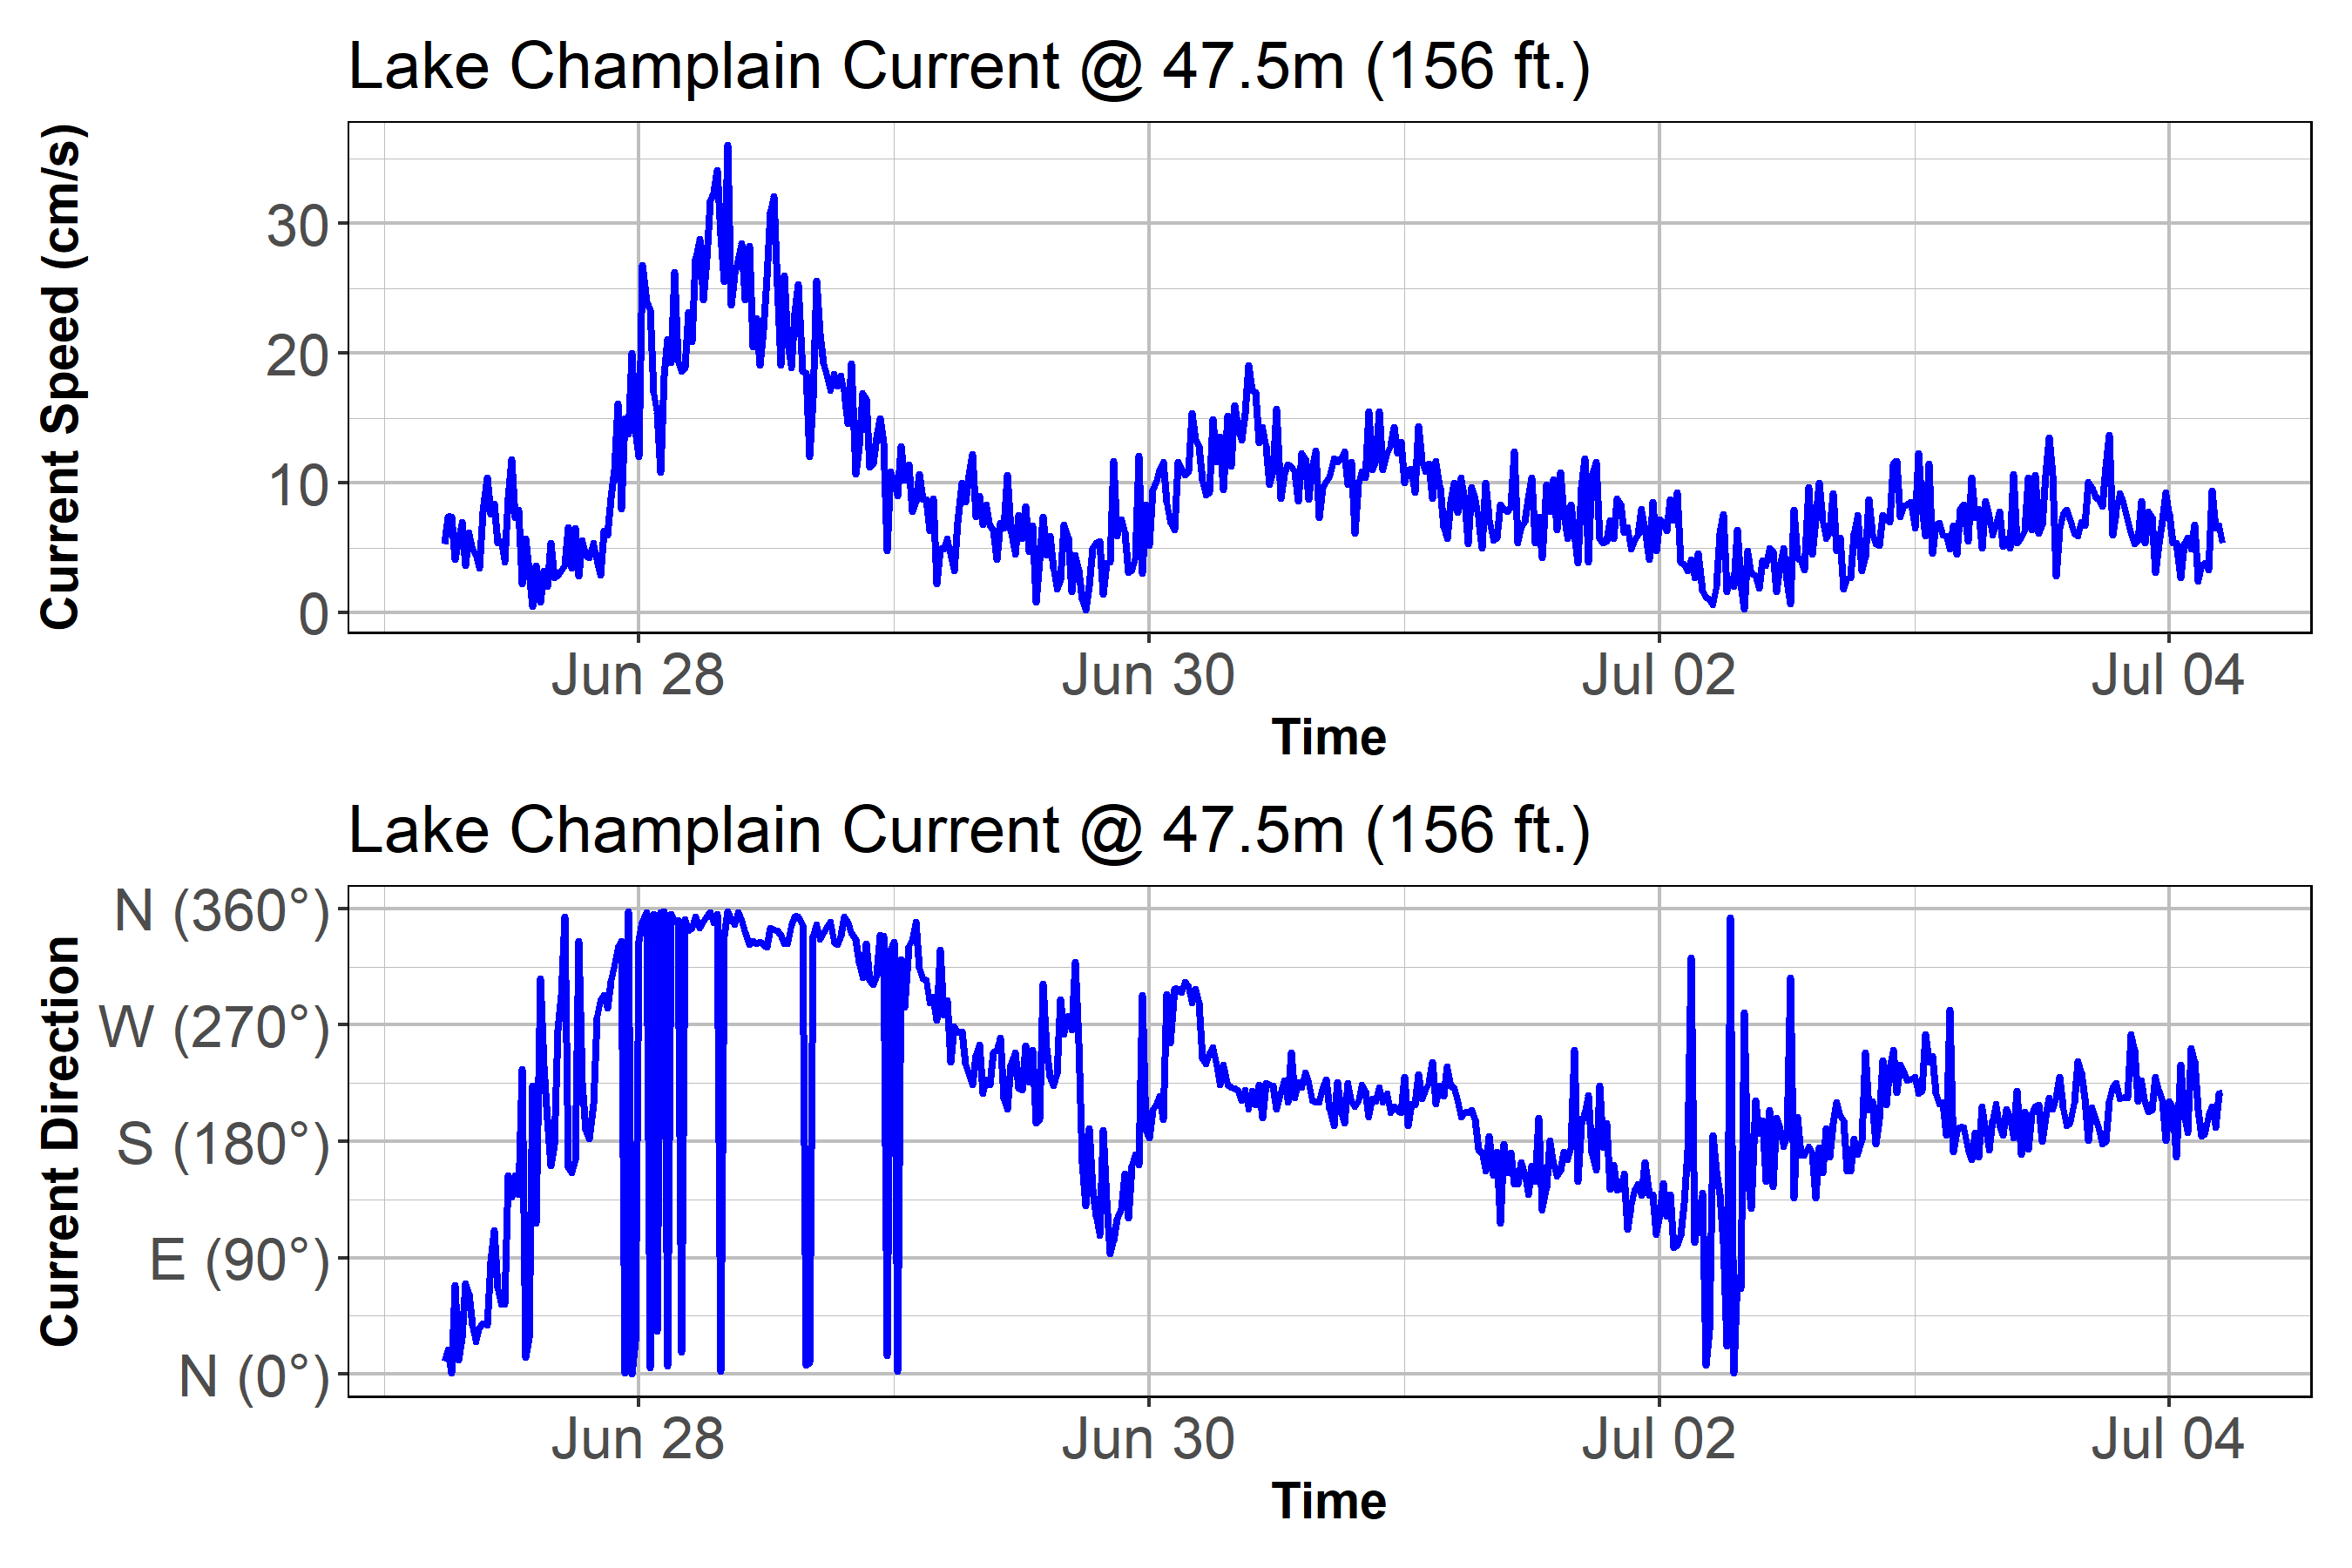 Lake Champlain Current @ 47.5m (156 ft.)
Current Speed (cm/s)
30
20
10
0
Jun 28
Jun 30
Jul 02
Jul 04
Time
Lake Champlain Current @ 47.5m (156 ft.)
Current Direction
N (360°)
W (270°)
S (180°)
E (90°)
N (0°)
Jun 28
Jun 30
Jul 02
Jul 04
Time